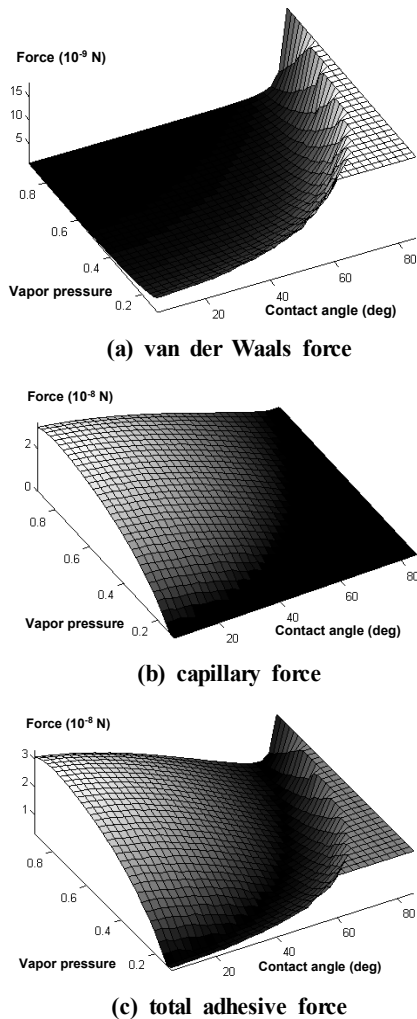 Force (10⁻⁹ N)
15
10
5
0.8
0.6
0.4
0.2
Vapor pressure
20
40
60
80
Contact angle (deg)
(a) van der Waals force
Force (10⁻⁸ N)
2
0
0.8
0.6
0.4
0.2
Vapor pressure
20
40
60
80
Contact angle (deg)
(b) capillary force
Force (10⁻⁸ N)
3
2
1
0.8
0.6
0.4
0.2
Vapor pressure
20
40
60
80
Contact angle (deg)
(c) total adhesive force